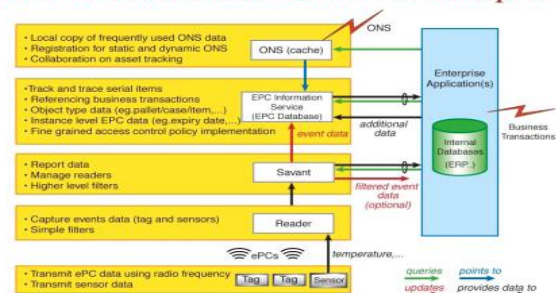 ONS
• Local copy of frequently used ONS data
• Registration for static and dynamic ONS
• Collaboration on asset tracking
ONS (cache)
•Track and trace serial items
• Referencing business transactions
• Object type data (eg.pallet/case/item,...)
• Instance level EPC data (eg.expiry date,...)
• Fine grained access control policy implementation
EPC Information
Service
(EPC Database)
event data
additional
data
Enterprise
Application(s)
Business
Transactions
Internal
Databases
(ERP..)
• Report data
• Manage readers
• Higher level filters
Savant
filtered event
data
(optional)
• Capture events data (tag and sensors)
• Simple filters
Reader
ePCs
temperature,...
• Transmit ePC data using radio frequency
• Transmit sensor data
Tag
Tag
Sensor
queries
points to
updates
provides data to